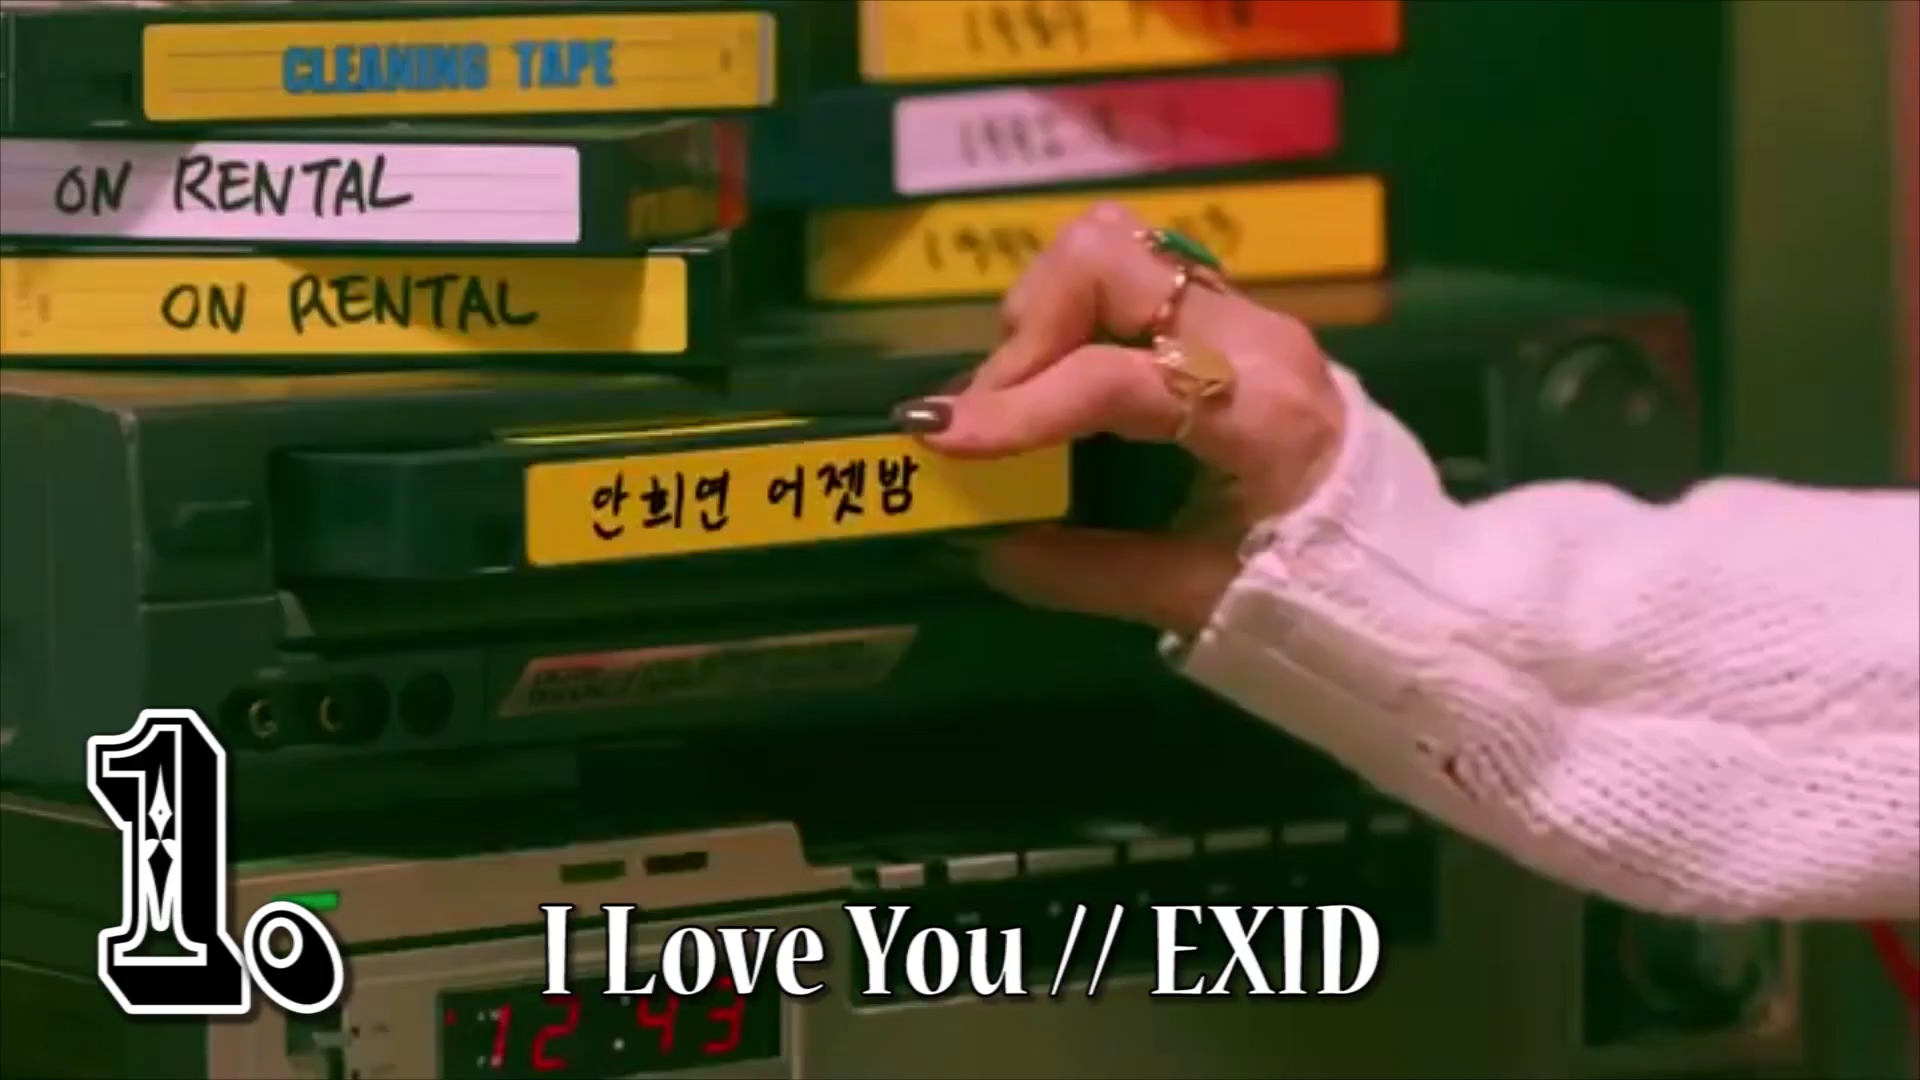 CLEANING TAPE
ON RENTAL
ON RENTAL
안희연 어젯밤
1.
I Love You // EXID
12:43